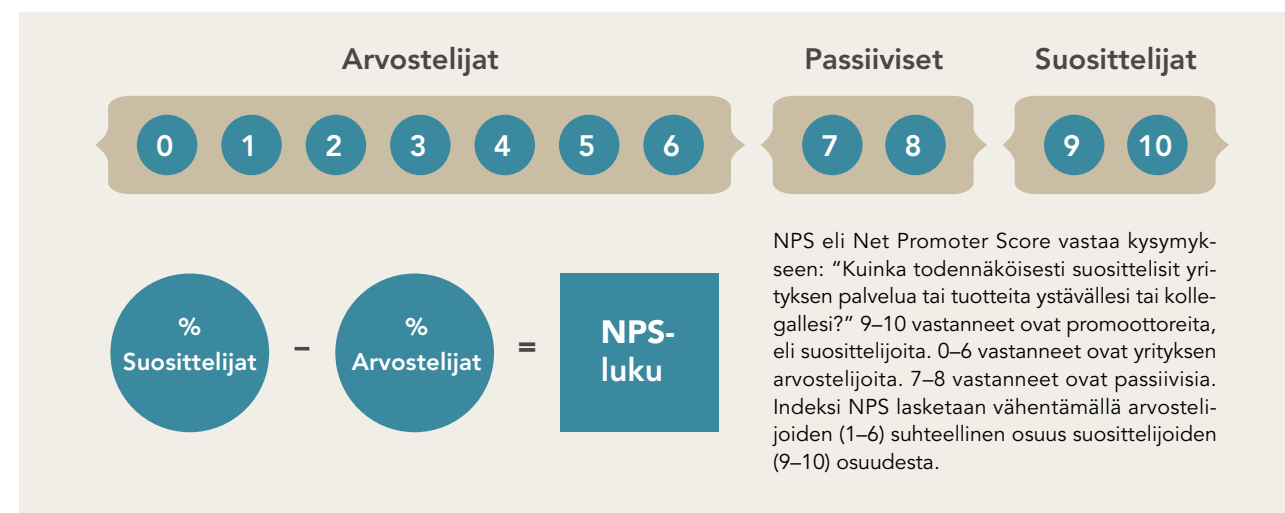 Arvostelijat
Passiiviset
Suosittelijat
0 1 2 3 4 5 6
7 8
9 10
%
Suosittelijat
–
%
Arvostelijat
=
NPS-
luku
NPS eli Net Promoter Score vastaa kysymyk-
seen: “Kuinka todennäköisesti suosittelisit yri-
tyksen palvelua tai tuotteita ystävällesi tai kolle-
gallesi?” 9–10 vastanneet ovat promoottoreita,
eli suosittelijoita. 0–6 vastanneet ovat yrityksen
arvostelijoita. 7–8 vastanneet ovat passiivisia.
Indeksi NPS lasketaan vähentämällä arvosteli-
joiden (1–6) suhteellinen osuus suosittelijoiden
(9–10) osuudesta.